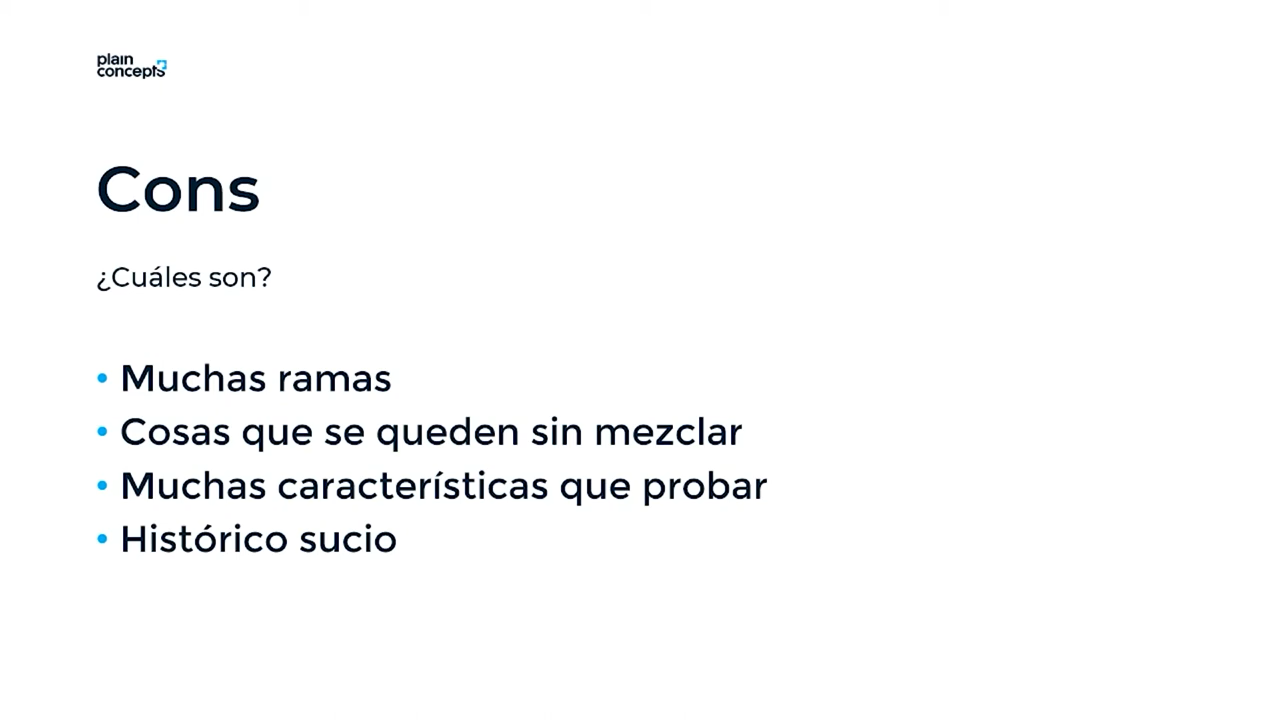 plain
concepts
Cons
¿Cuáles son?
• Muchas ramas
• Cosas que se queden sin mezclar
• Muchas características que probar
• Histórico sucio